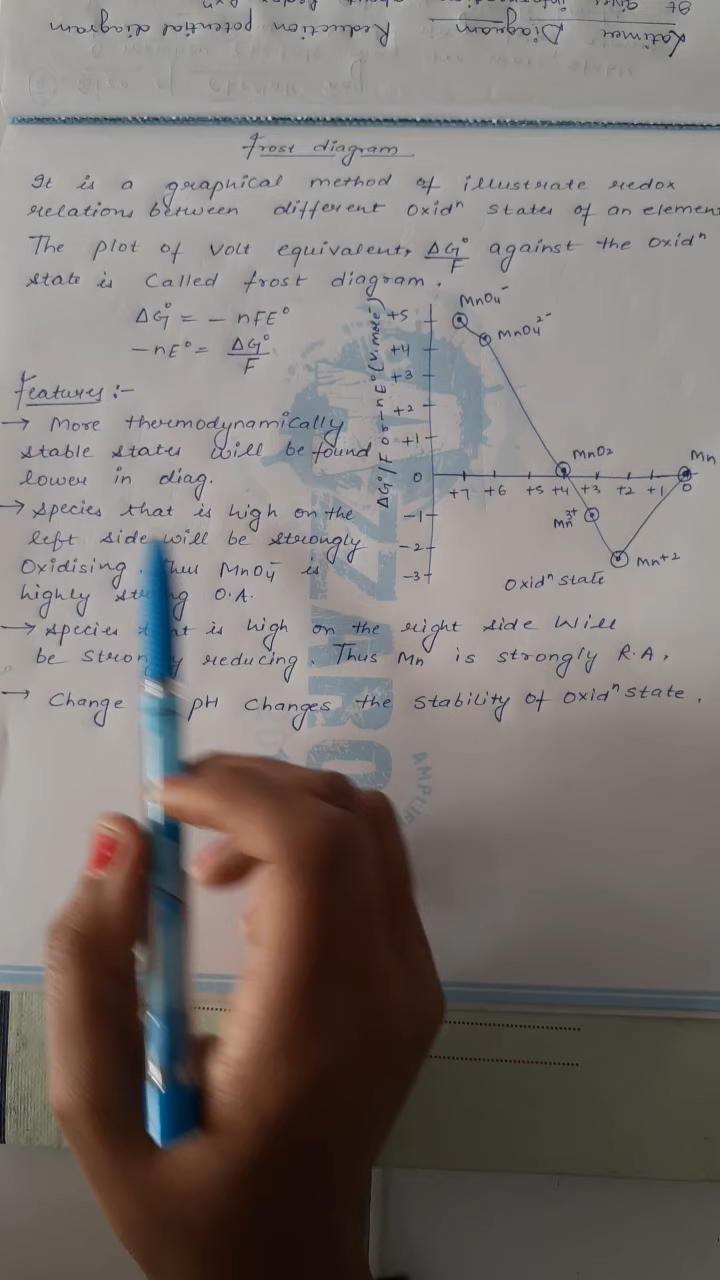 Latimer Diagram Reduction potential diagram
Frost diagram
It is a graphical method of illustrate redox
relations between different oxidⁿ states of an elemen
The plot of volt equivalent, ΔG°/F against the oxidⁿ
state is called frost diagram.
ΔG° = - nFE°
-nE° = ΔG°/F
Features :-
→ More thermodynamically
stable states will be found
lower in diag.
→ Species that is high on the
left side will be strongly
Oxidising. Thus MnO₄⁻ is
highly strong O.A.
→ Species that is high on the right side will
be strongly reducing. Thus Mn is strongly R.A.
→ Change pH changes the stability of oxidⁿ state.
ΔG°/F or -nE° (V.mole)
+5
+4
+3
+2
+1
0
-1
-2
-3
MnO₄⁻
MnO₄²⁻
MnO₂
Mn
+7 +6 +5 +4 +3 +2 +1 0
Mn³⁺
Mn⁺²
Oxidⁿ state